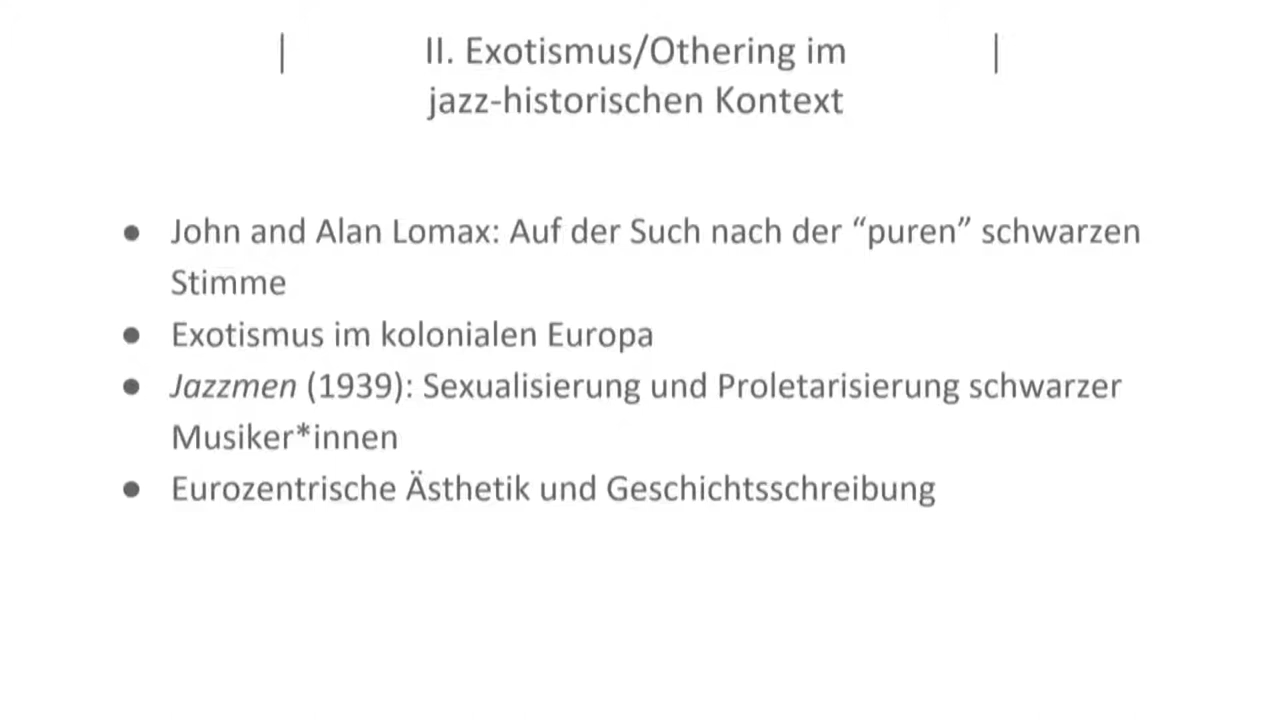 II. Exotismus/Othering im
jazz-historischen Kontext
● John and Alan Lomax: Auf der Such nach der “puren” schwarzen
Stimme
● Exotismus im kolonialen Europa
● Jazzmen (1939): Sexualisierung und Proletarisierung schwarzer
Musiker*innen
● Eurozentrische Ästhetik und Geschichtsschreibung